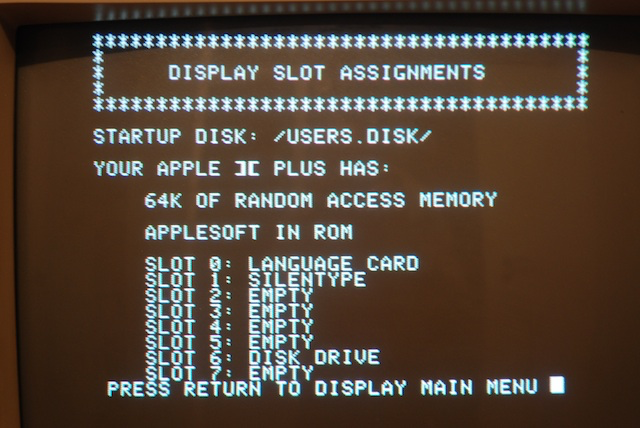 ****************************************
* DISPLAY SLOT ASSIGNMENTS *
****************************************
STARTUP DISK: /USERS.DISK/
YOUR APPLE ][ PLUS HAS:
64K OF RANDOM ACCESS MEMORY
APPLESOFT IN ROM
SLOT 0: LANGUAGE CARD
SLOT 1: SILENTYPE
SLOT 2: EMPTY
SLOT 3: EMPTY
SLOT 4: EMPTY
SLOT 5: EMPTY
SLOT 6: DISK DRIVE
SLOT 7: EMPTY
PRESS RETURN TO DISPLAY MAIN MENU